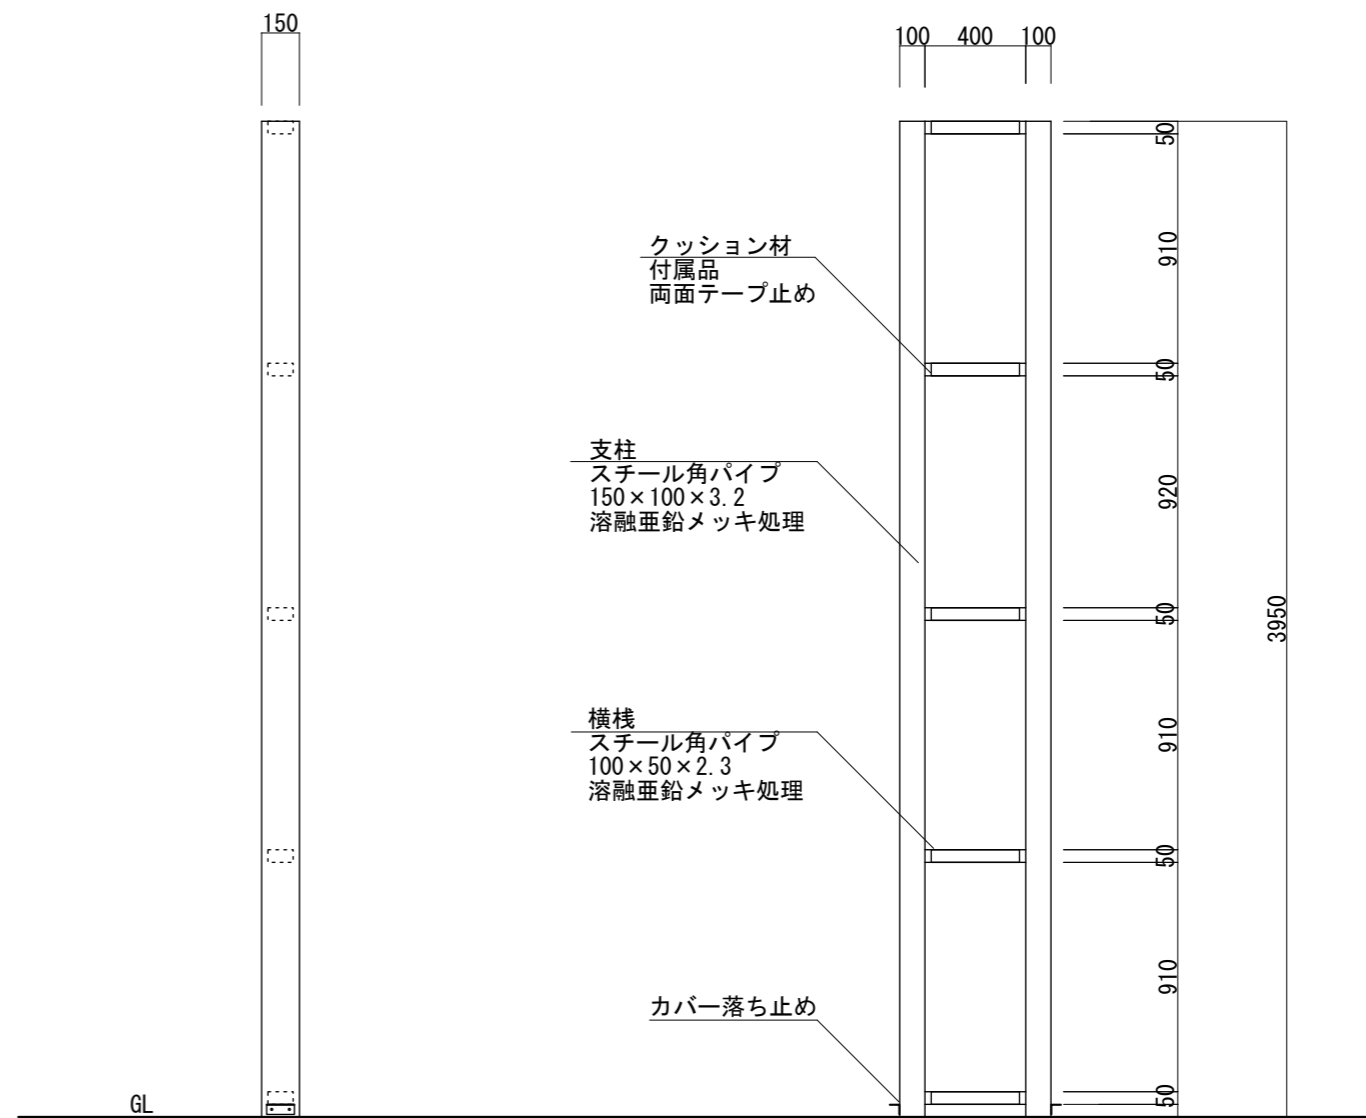 150
100
400
100
50
クッション材
付属品
両面テープ止め
910
50
支柱
スチール角パイプ
150×100×3.2
溶融亜鉛メッキ処理
920
50
3950
横桟
スチール角パイプ
100×50×2.3
溶融亜鉛メッキ処理
910
50
カバー落ち止め
910
50
GL